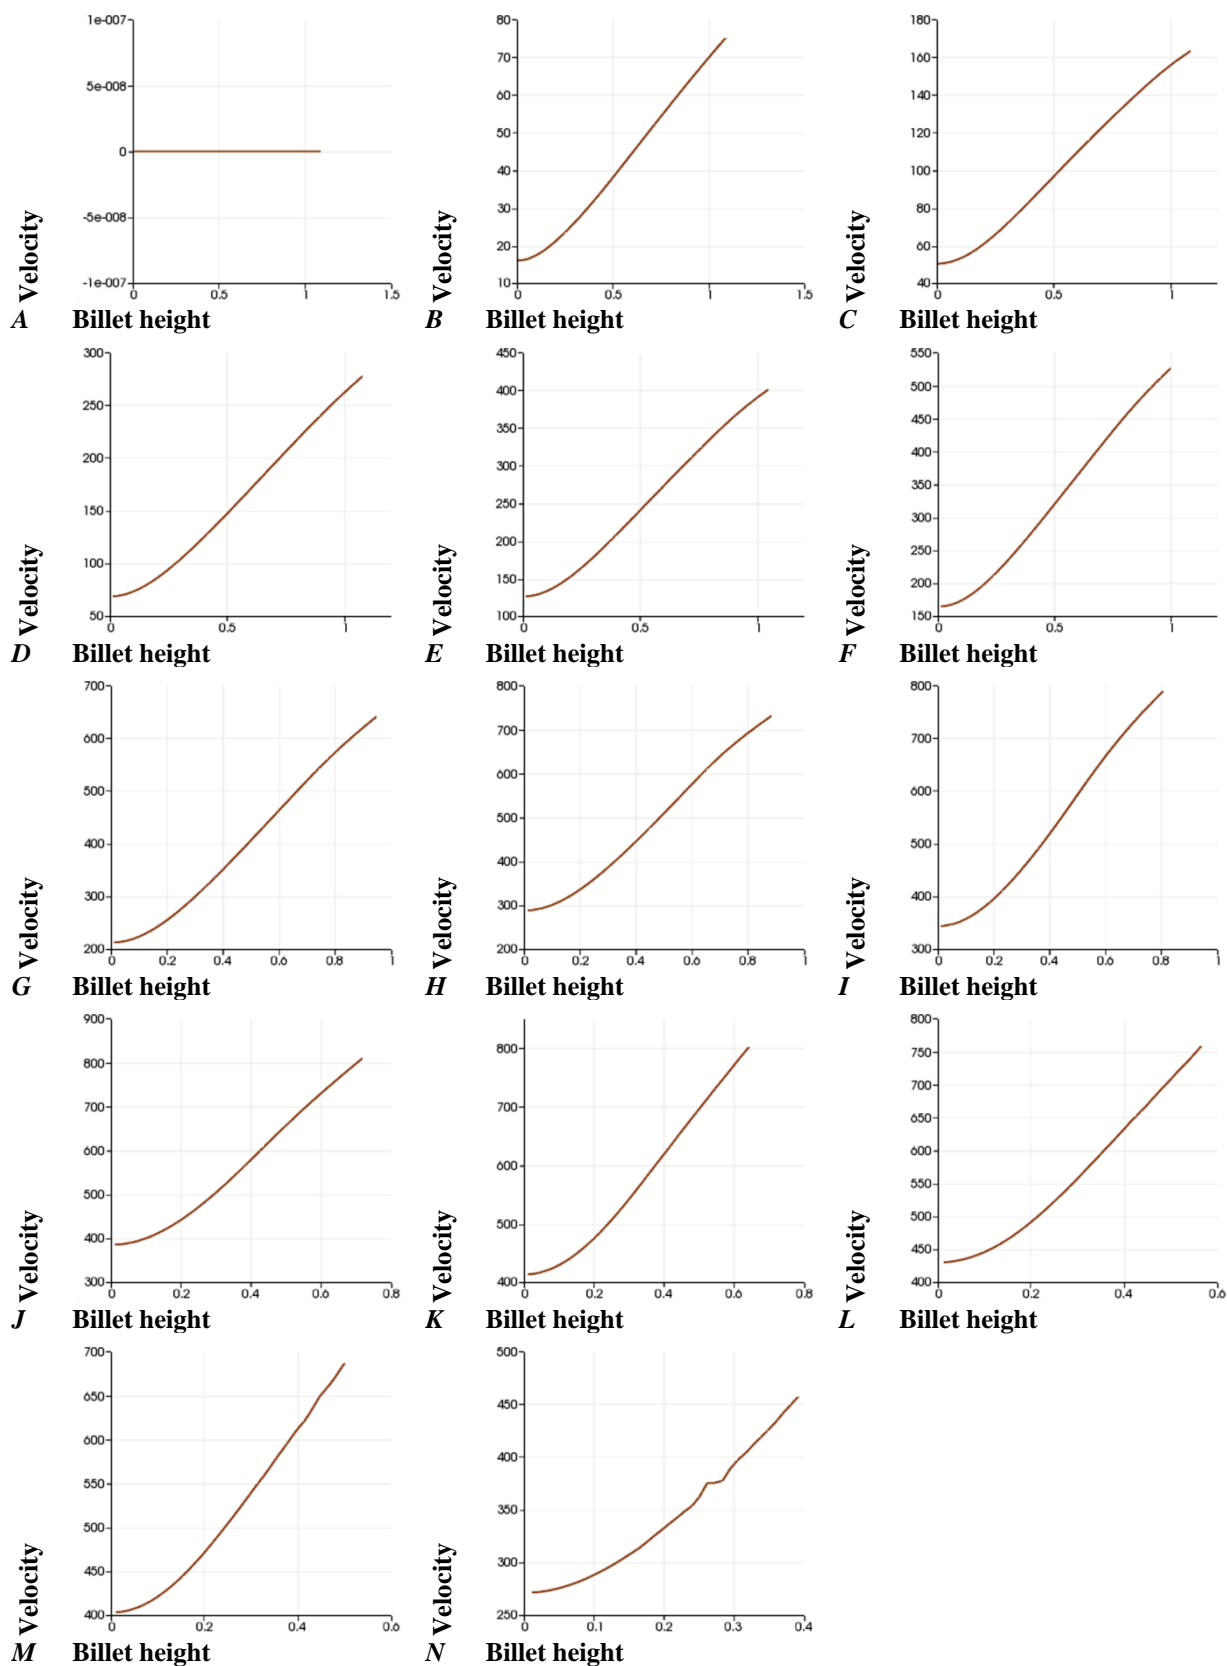 1e-007
5e-008
0
-5e-008
-1e-007
0 0.5 1 1.5
Velocity
A Billet height
80
70
60
50
40
30
20
10
0 0.5 1 1.5
Velocity
B Billet height
180
160
140
120
100
80
60
40
0 0.5 1
Velocity
C Billet height
300
250
200
150
100
50
0 0.5 1
Velocity
D Billet height
450
400
350
300
250
200
150
100
0 0.5 1
Velocity
E Billet height
550
500
450
400
350
300
250
200
150
0 0.5 1
Velocity
F Billet height
700
600
500
400
300
200
0 0.2 0.4 0.6 0.8 1
Velocity
G Billet height
800
700
600
500
400
300
200
0 0.2 0.4 0.6 0.8 1
Velocity
H Billet height
800
700
600
500
400
300
0 0.2 0.4 0.6 0.8 1
Velocity
I Billet height
900
800
700
600
500
400
300
0 0.2 0.4 0.6 0.8
Velocity
J Billet height
800
700
600
500
400
0 0.2 0.4 0.6 0.8
Velocity
K Billet height
800
750
700
650
600
550
500
450
400
0 0.2 0.4 0.6
Velocity
L Billet height
700
650
600
550
500
450
400
0 0.2 0.4 0.6
Velocity
M Billet height
500
450
400
350
300
250
0 0.1 0.2 0.3 0.4
Velocity
N Billet height